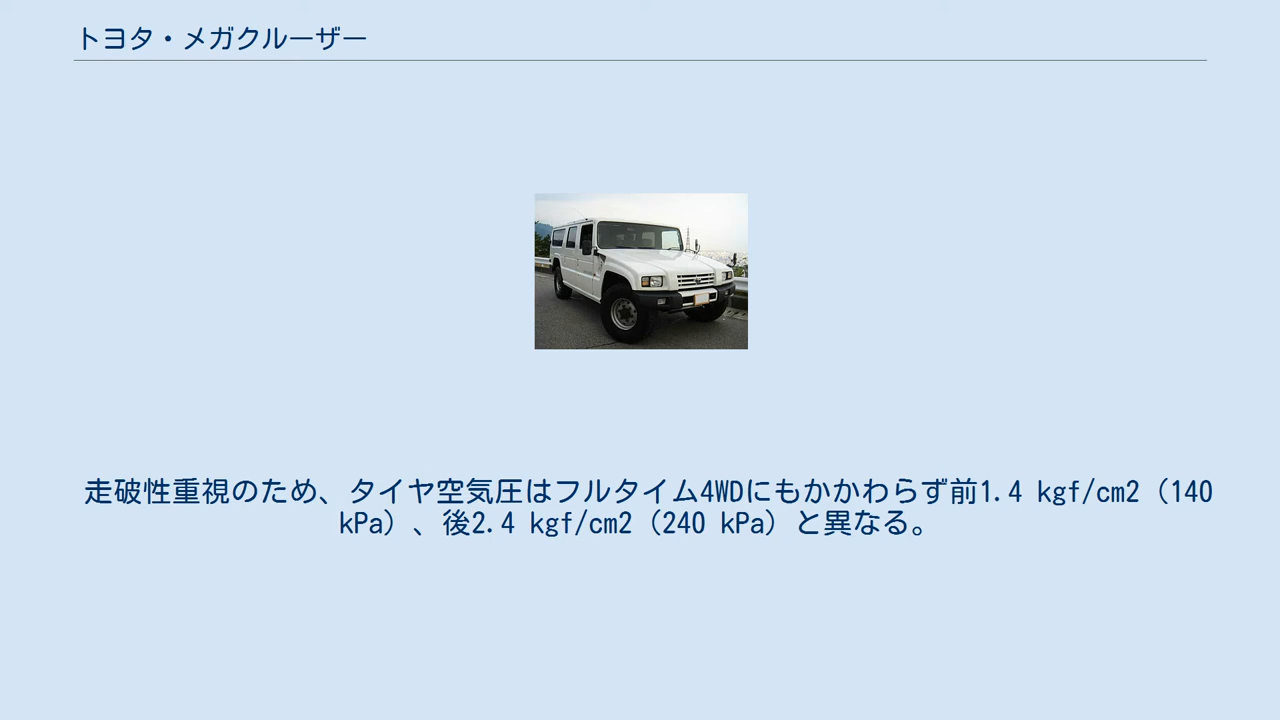 トヨタ・メガクルーザー
走破性重視のため、タイヤ空気圧はフルタイム4WDにもかかわらず前1.4 kgf/cm2（140
kPa）、後2.4 kgf/cm2（240 kPa）と異なる。